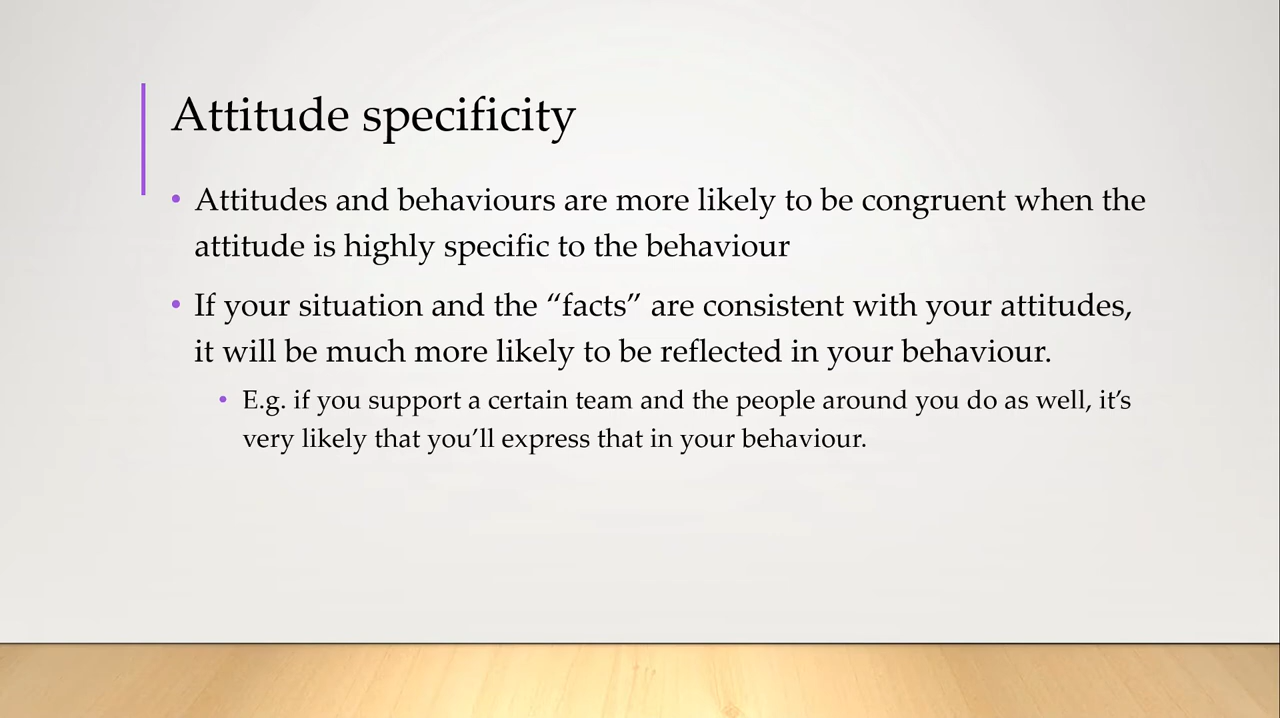 Attitude specificity
• Attitudes and behaviours are more likely to be congruent when the
attitude is highly specific to the behaviour
• If your situation and the “facts” are consistent with your attitudes,
it will be much more likely to be reflected in your behaviour.
• E.g. if you support a certain team and the people around you do as well, it’s
very likely that you’ll express that in your behaviour.